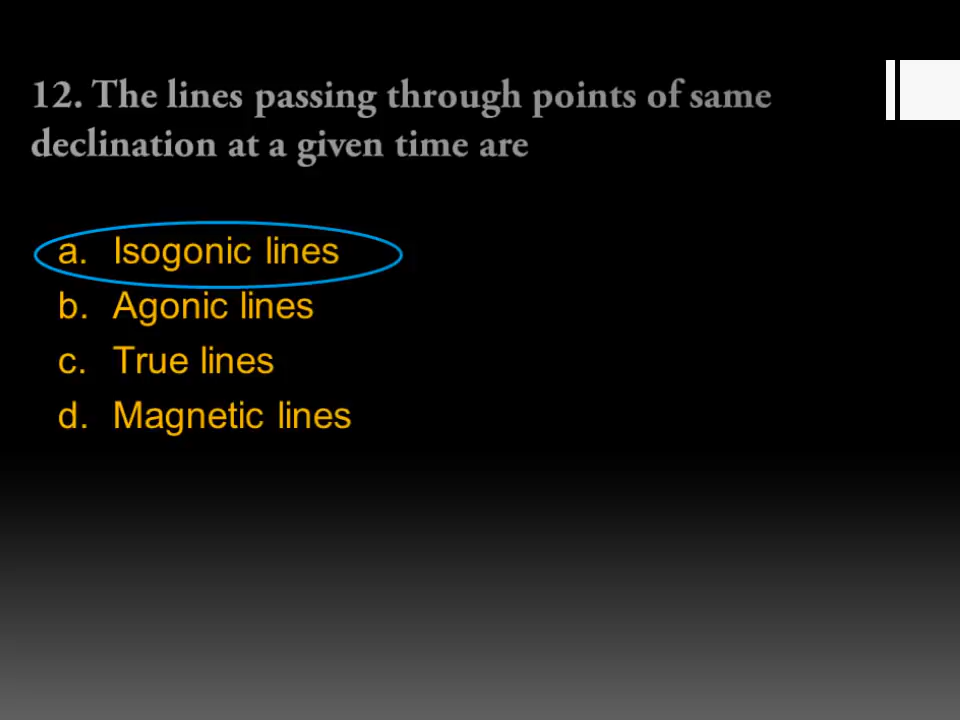 12. The lines passing through points of same
declination at a given time are
a. Isogonic lines
b. Agonic lines
c. True lines
d. Magnetic lines